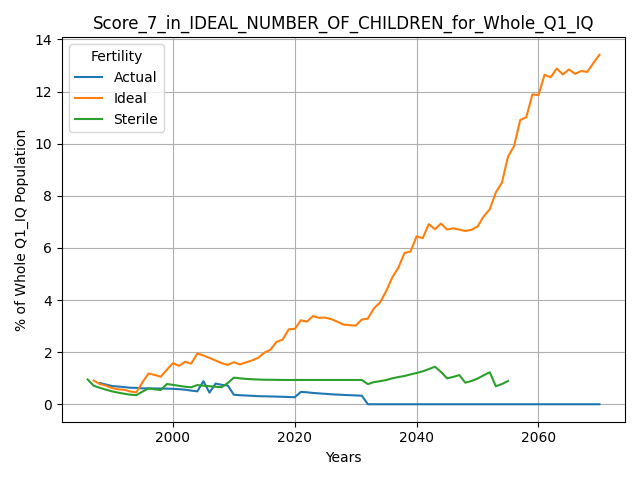 Score_7_in_IDEAL_NUMBER_OF_CHILDREN_for_Whole_Q1_IQ
Fertility
Actual
Ideal
Sterile
% of Whole Q1_IQ Population
14
12
10
8
6
4
2
0
2000
2020
2040
2060
Years